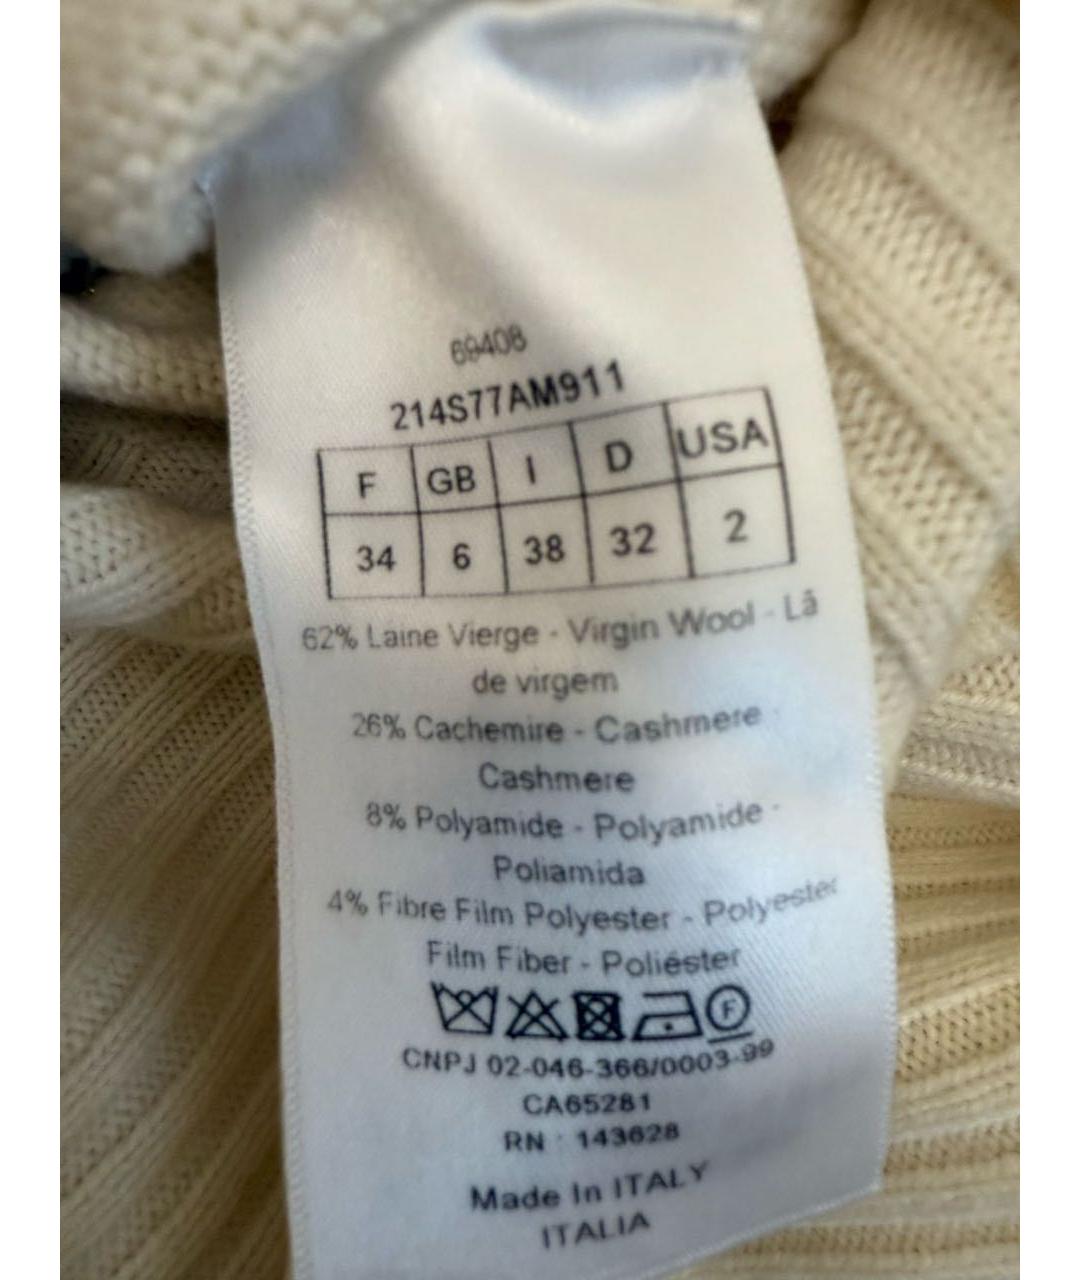 69408
214S77AM911
F GB I D USA
34 6 38 32 2
62% Laine Vierge - Virgin Wool - Lã
de virgem
26% Cachemire - Cashmere -
Cashmere
8% Polyamide - Polyamide -
Poliamida
4% Fibre Film Polyester - Polyester
Film Fiber - Poliéster
F
CNPJ 02-046-366/0003-99
CA65281
RN : 143628
Made In ITALY
ITALIA